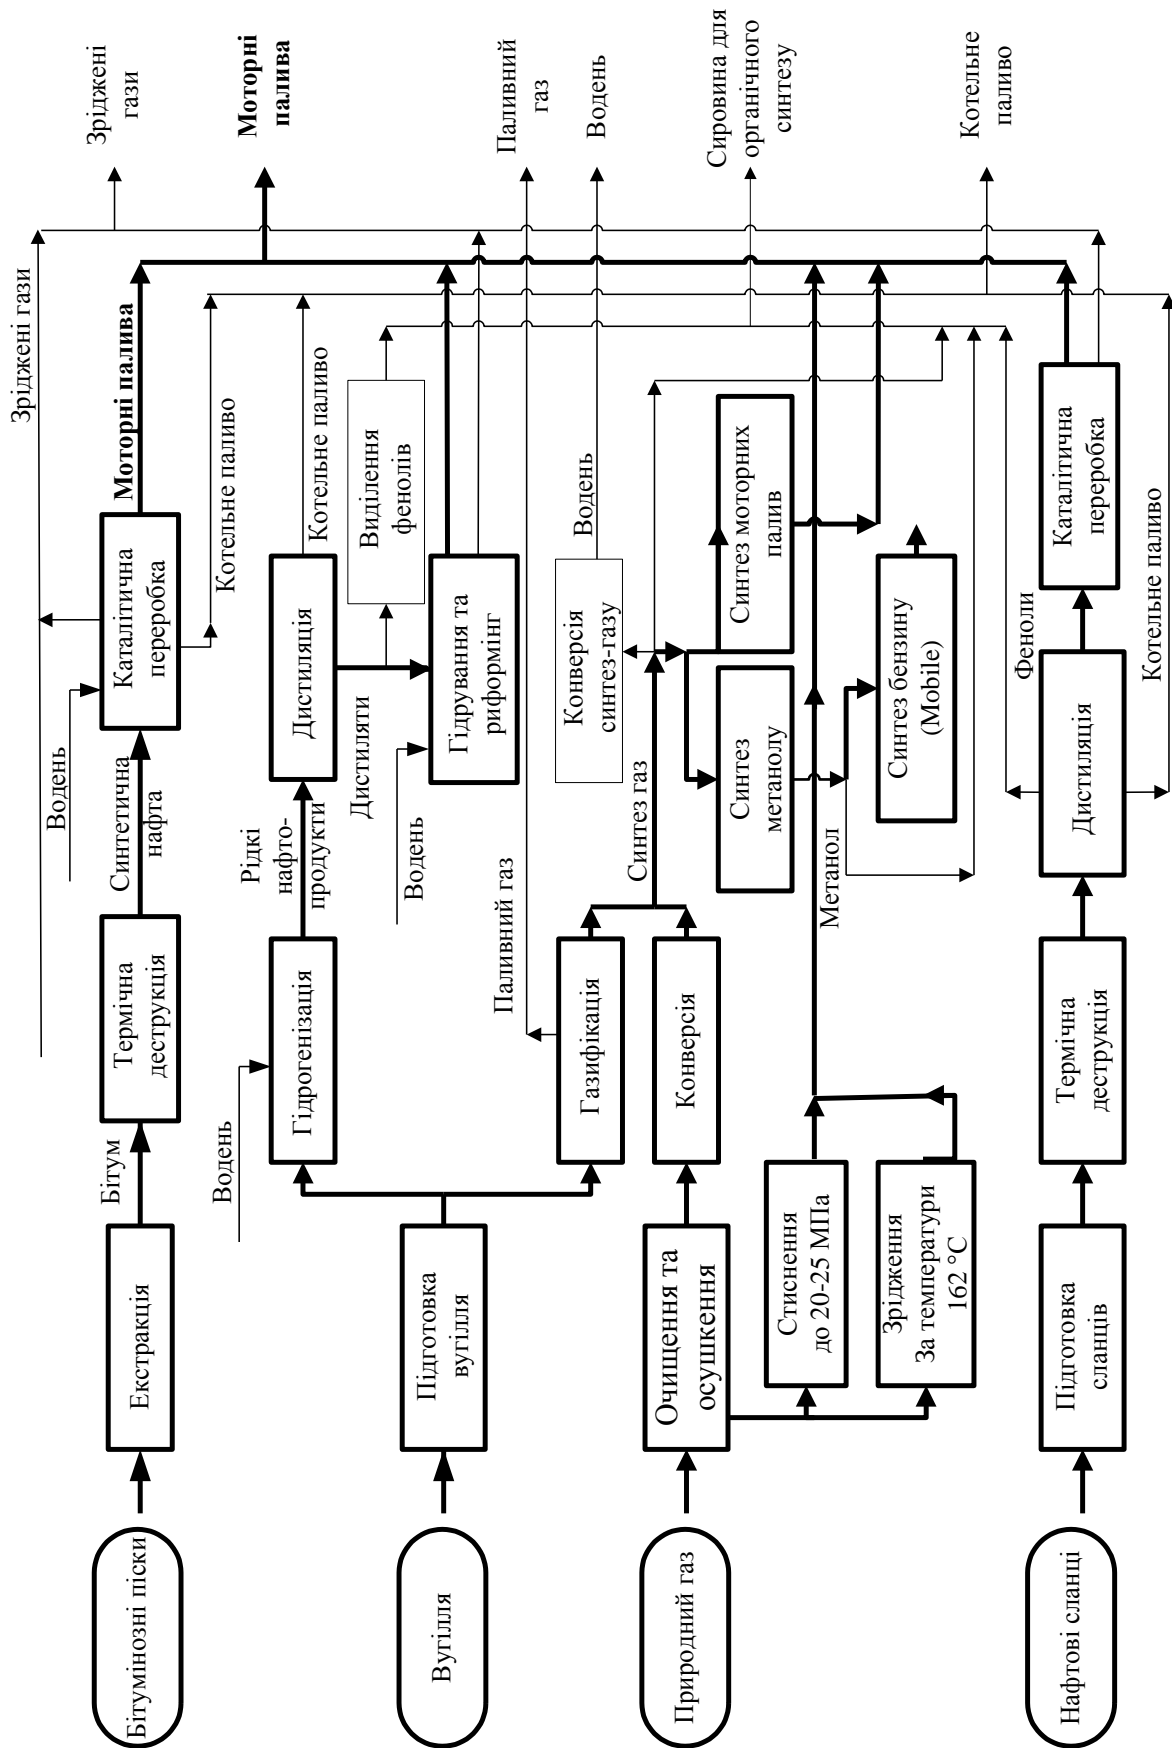 Бітумінозні піски
Екстракція
Бітум
Термічна
деструкція
Синтетична
нафта
Водень
Каталітична
переробка
Моторні палива
Зріджені гази
Котельне паливо
Зріджені
гази
Моторні
палива
Вугілля
Підготовка
вугілля
Водень
Гідрогенізація
Рідкі
нафто-
продукти
Дистиляція
Котельне паливо
Дистиляти
Виділення
фенолів
Водень
Гідрування та
риформінг
Газифікація
Паливний газ
Паливний
газ
Природний газ
Очищення та
осушкення
Конверсія
Синтез газ
Конверсія
синтез-газу
Водень
Водень
Синтез
метанолу
Синтез моторних
палив
Сировина для
органічного
синтезу
Стиснення
до 20-25 МПа
Зрідження
За температури
162 °С
Метанол
Синтез бензину
(Mobile)
Нафтові сланці
Підготовка
сланців
Термічна
деструкція
Дистиляція
Феноли
Котельне паливо
Каталітична
переробка
Котельне
паливо